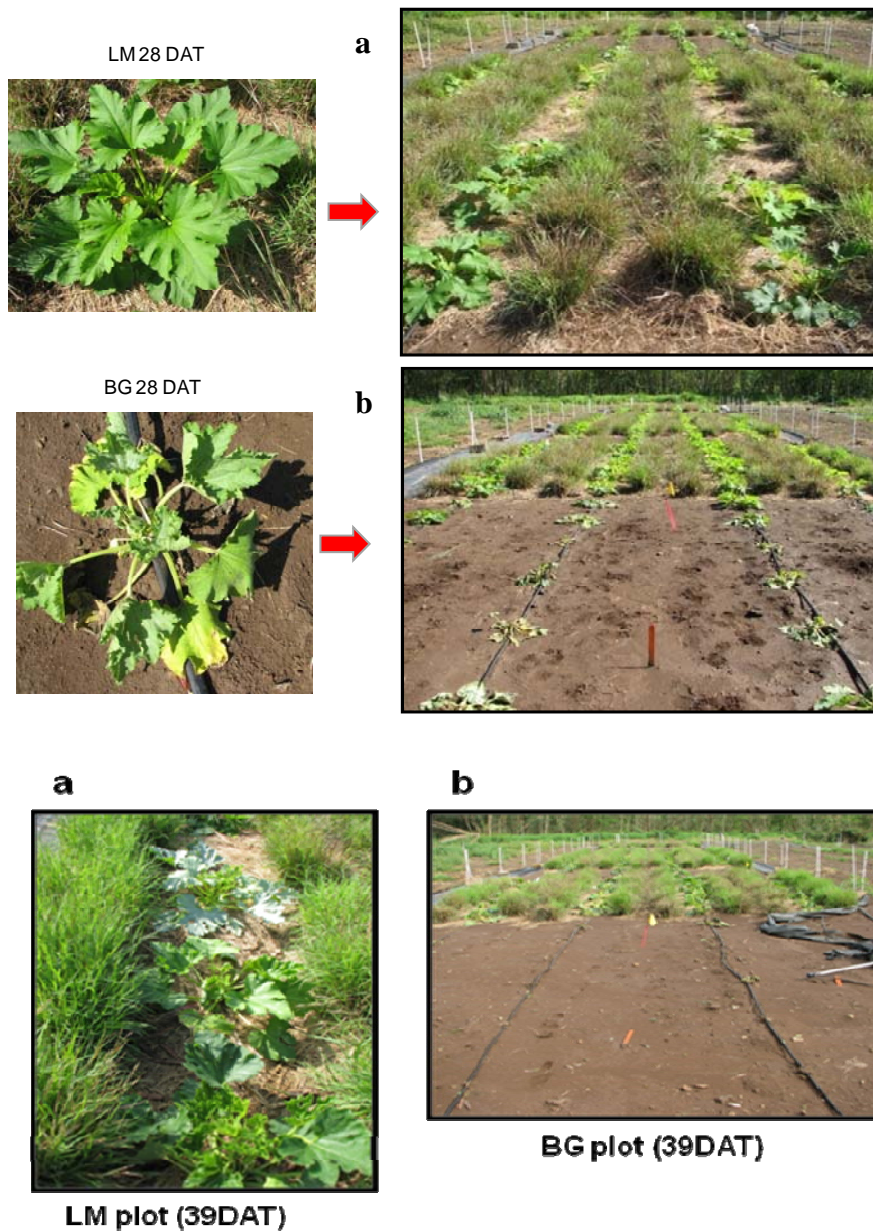 LM 28 DAT
a
BG 28 DAT
b
a
b
BG plot (39DAT)
LM plot (39DAT)